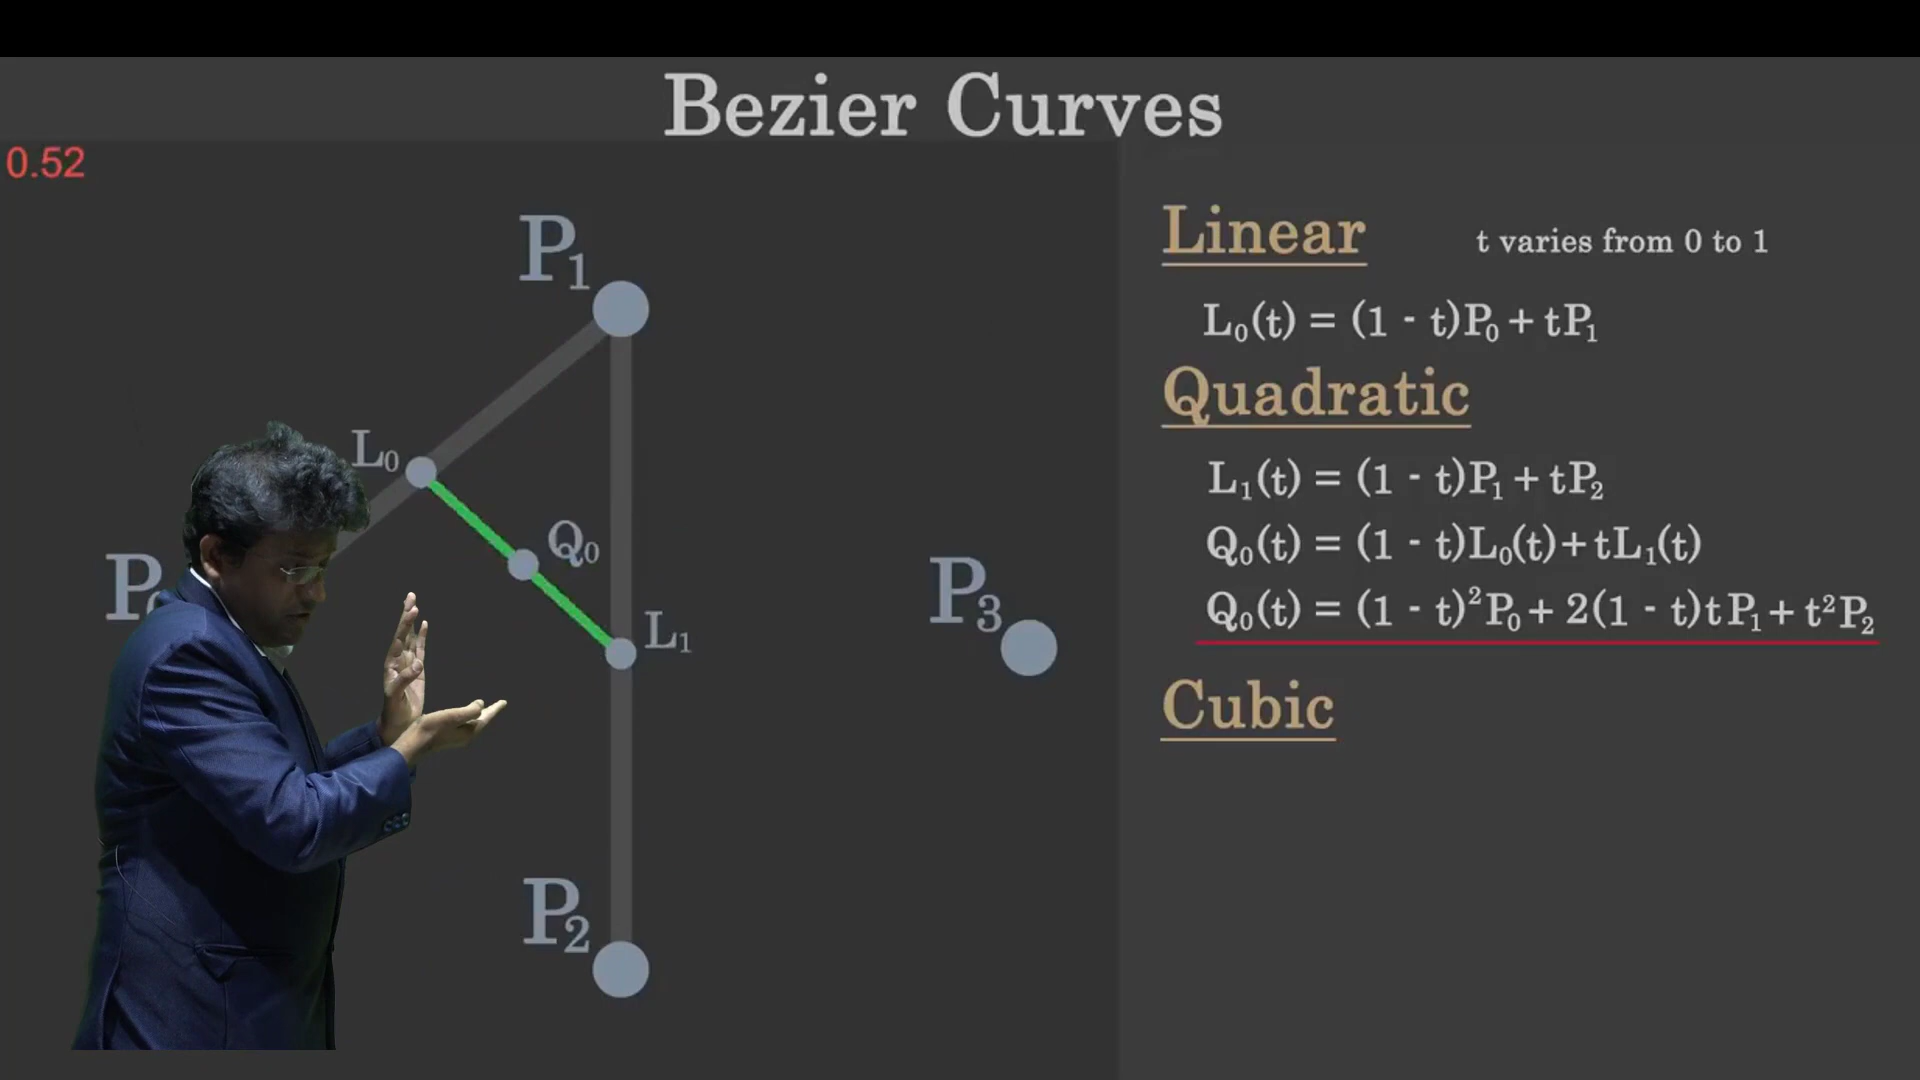 Bezier Curves
0.52
P₁
L₀
Q₀
L₁
P₃
P₂
Linear t varies from 0 to 1
L₀(t) = (1 - t)P₀ + tP₁
Quadratic
L₁(t) = (1 - t)P₁ + tP₂
Q₀(t) = (1 - t)L₀(t) + tL₁(t)
Q₀(t) = (1 - t)²P₀ + 2(1 - t)tP₁ + t²P₂
Cubic